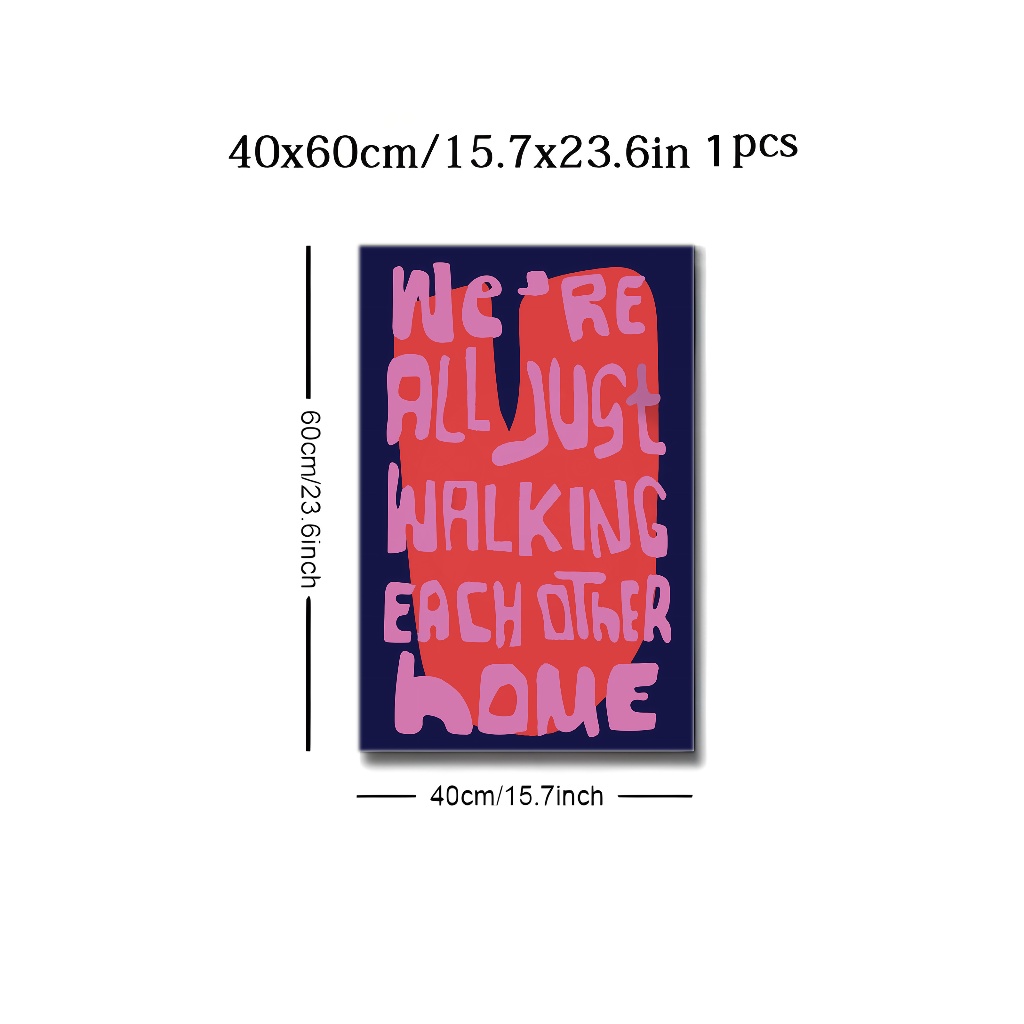 40x60cm/15.7x23.6in 1pcs
60cm/23.6inch
We'RE
ALL JUSt
WALKING
EACH OTHER
hOME
40cm/15.7inch